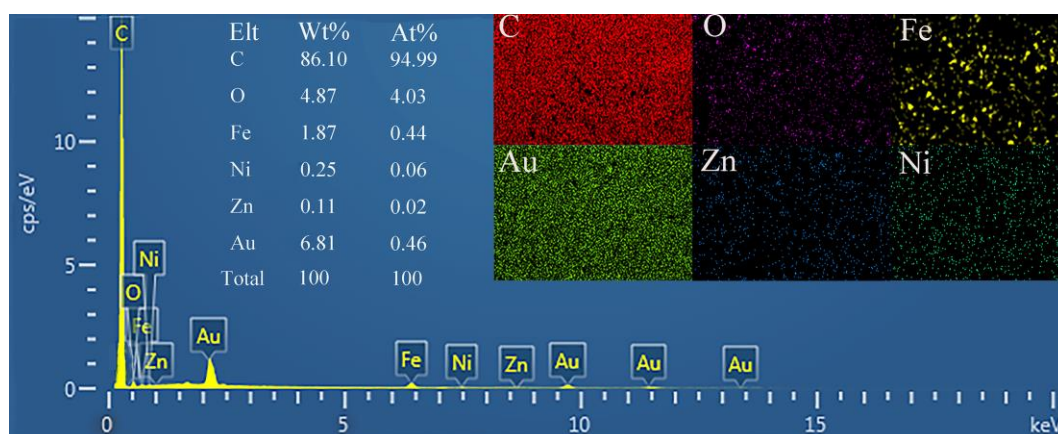 C
Elt Wt% At%
C 86.10 94.99
O 4.87 4.03
Fe 1.87 0.44
Ni 0.25 0.06
Zn 0.11 0.02
Au 6.81 0.46
Total 100 100
C O Fe
Au Zn Ni
cps/eV
10
5
0
Ni
O
Fe
Zn
Au
Fe Ni Zn Au Au Au
0 5 10 15 keV